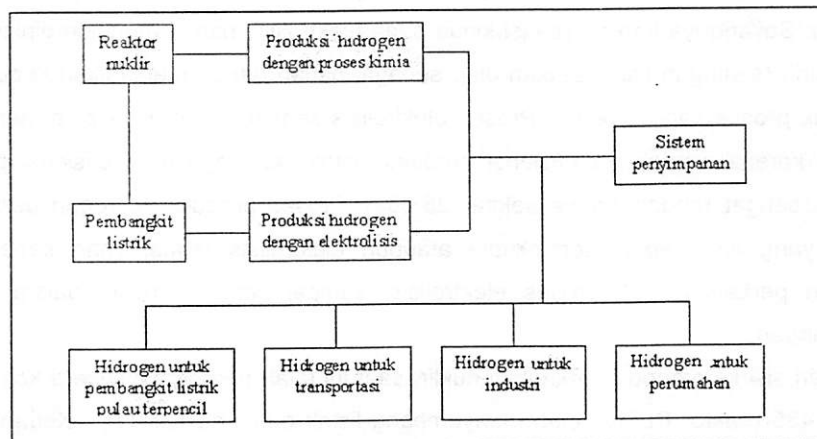 Reaktor
nuklir
Produksi hidrogen
dengan proses kimia
Sistem
penyimpanan
Pembangkit
listrik
Produksi hidrogen
dengan elektrolisis
Hidrogen untuk
pembangkit listrik
pulau terpencil
Hidrogen untuk
transportasi
Hidrogen untuk
industri
Hidrogen untuk
perumahan